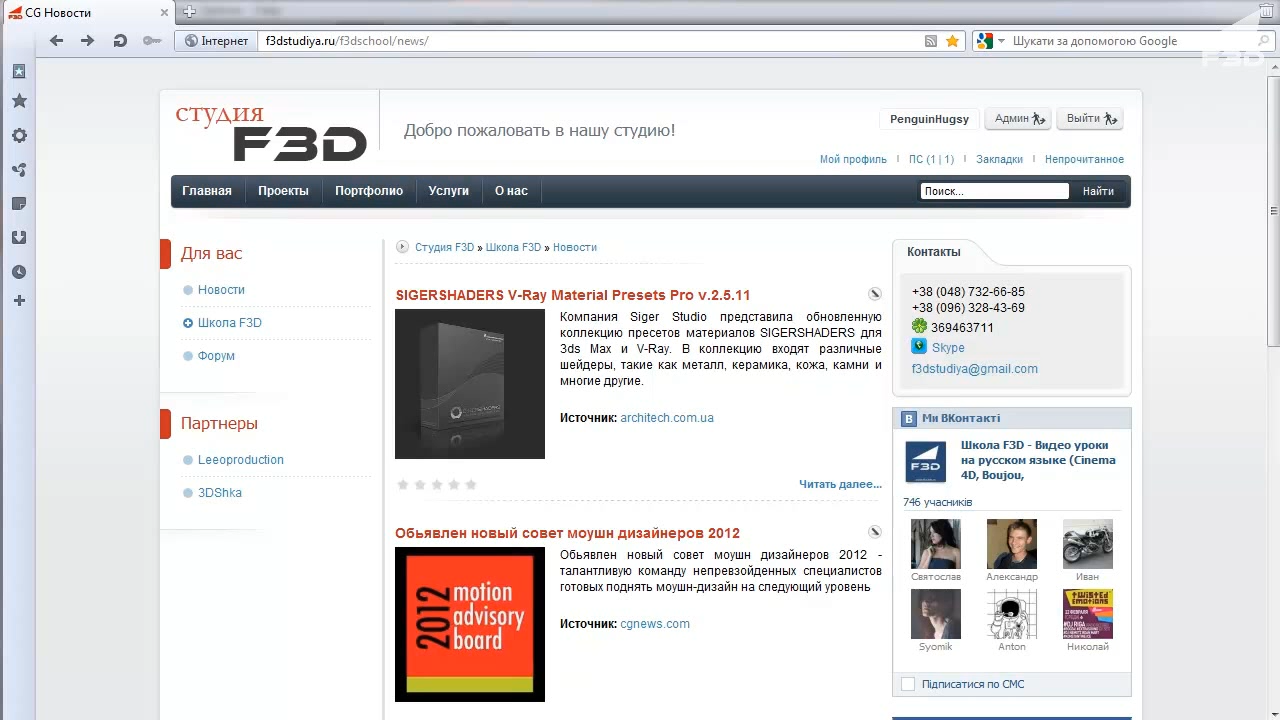 CG Новости
Інтернет
f3dstudiya.ru/f3dschool/news/
Шукати за допомогою Google
F3D
студия
F3D
Добро пожаловать в нашу студию!
PenguinHugsy
Админ
Выйти
Мой профиль
ПС (1 | 1)
Закладки
Непрочитанное
Главная
Проекты
Портфолио
Услуги
О нас
Поиск...
Найти
Для вас
Новости
Школа F3D
Форум
Партнеры
Leeoproduction
3DShka
Студия F3D » Школа F3D » Новости
SIGERSHADERS V-Ray Material Presets Pro v.2.5.11
Компания Siger Studio представила обновленную
коллекцию пресетов материалов SIGERSHADERS для
3ds Max и V-Ray. В коллекцию входят различные
шейдеры, такие как металл, керамика, кожа, камни и
многие другие.
Источник: architech.com.ua
Читать далее...
Обьявлен новый совет моушн дизайнеров 2012
2012
motion
advisory
board
Обьявлен новый совет моушн дизайнеров 2012 -
талантливую команду непревзойденных специалистов
готовых поднять моушн-дизайн на следующий уровень
Источник: cgnews.com
Контакты
+38 (048) 732-66-85
+38 (096) 328-43-69
369463711
Skype
f3dstudiya@gmail.com
В Ми ВКонтакті
F3D
Школа F3D - Видео уроки
на русском языке (Cinema
4D, Boujou,
746 учасників
Святослав
Александр
Иван
twisted
emotions
Syomik
Anton
Николай
Підписатися по СМС